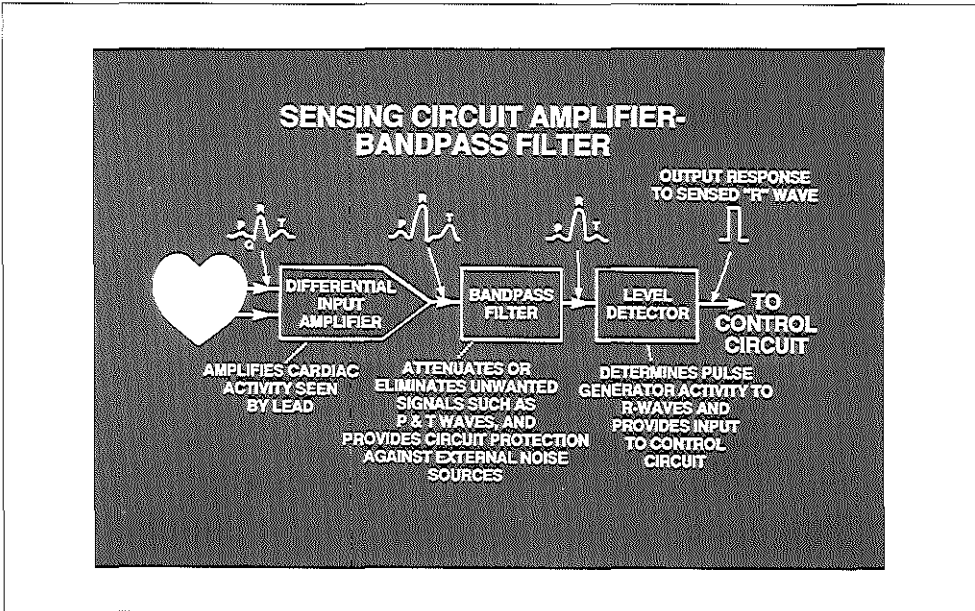 SENSING CIRCUIT AMPLIFIER-
BANDPASS FILTER
OUTPUT RESPONSE
TO SENSED "R" WAVE
P Q R T
P R T
P R T
DIFFERENTIAL
INPUT
AMPLIFIER
BANDPASS
FILTER
LEVEL
DETECTOR
TO
CONTROL
CIRCUIT
AMPLIFIES CARDIAC
ACTIVITY SEEN
BY LEAD
ATTENUATES OR
ELIMINATES UNWANTED
SIGNALS SUCH AS
P & T WAVES, AND
PROVIDES CIRCUIT PROTECTION
AGAINST EXTERNAL NOISE
SOURCES
DETERMINES PULSE
GENERATOR ACTIVITY TO
R-WAVES AND
PROVIDES INPUT
TO CONTROL
CIRCUIT